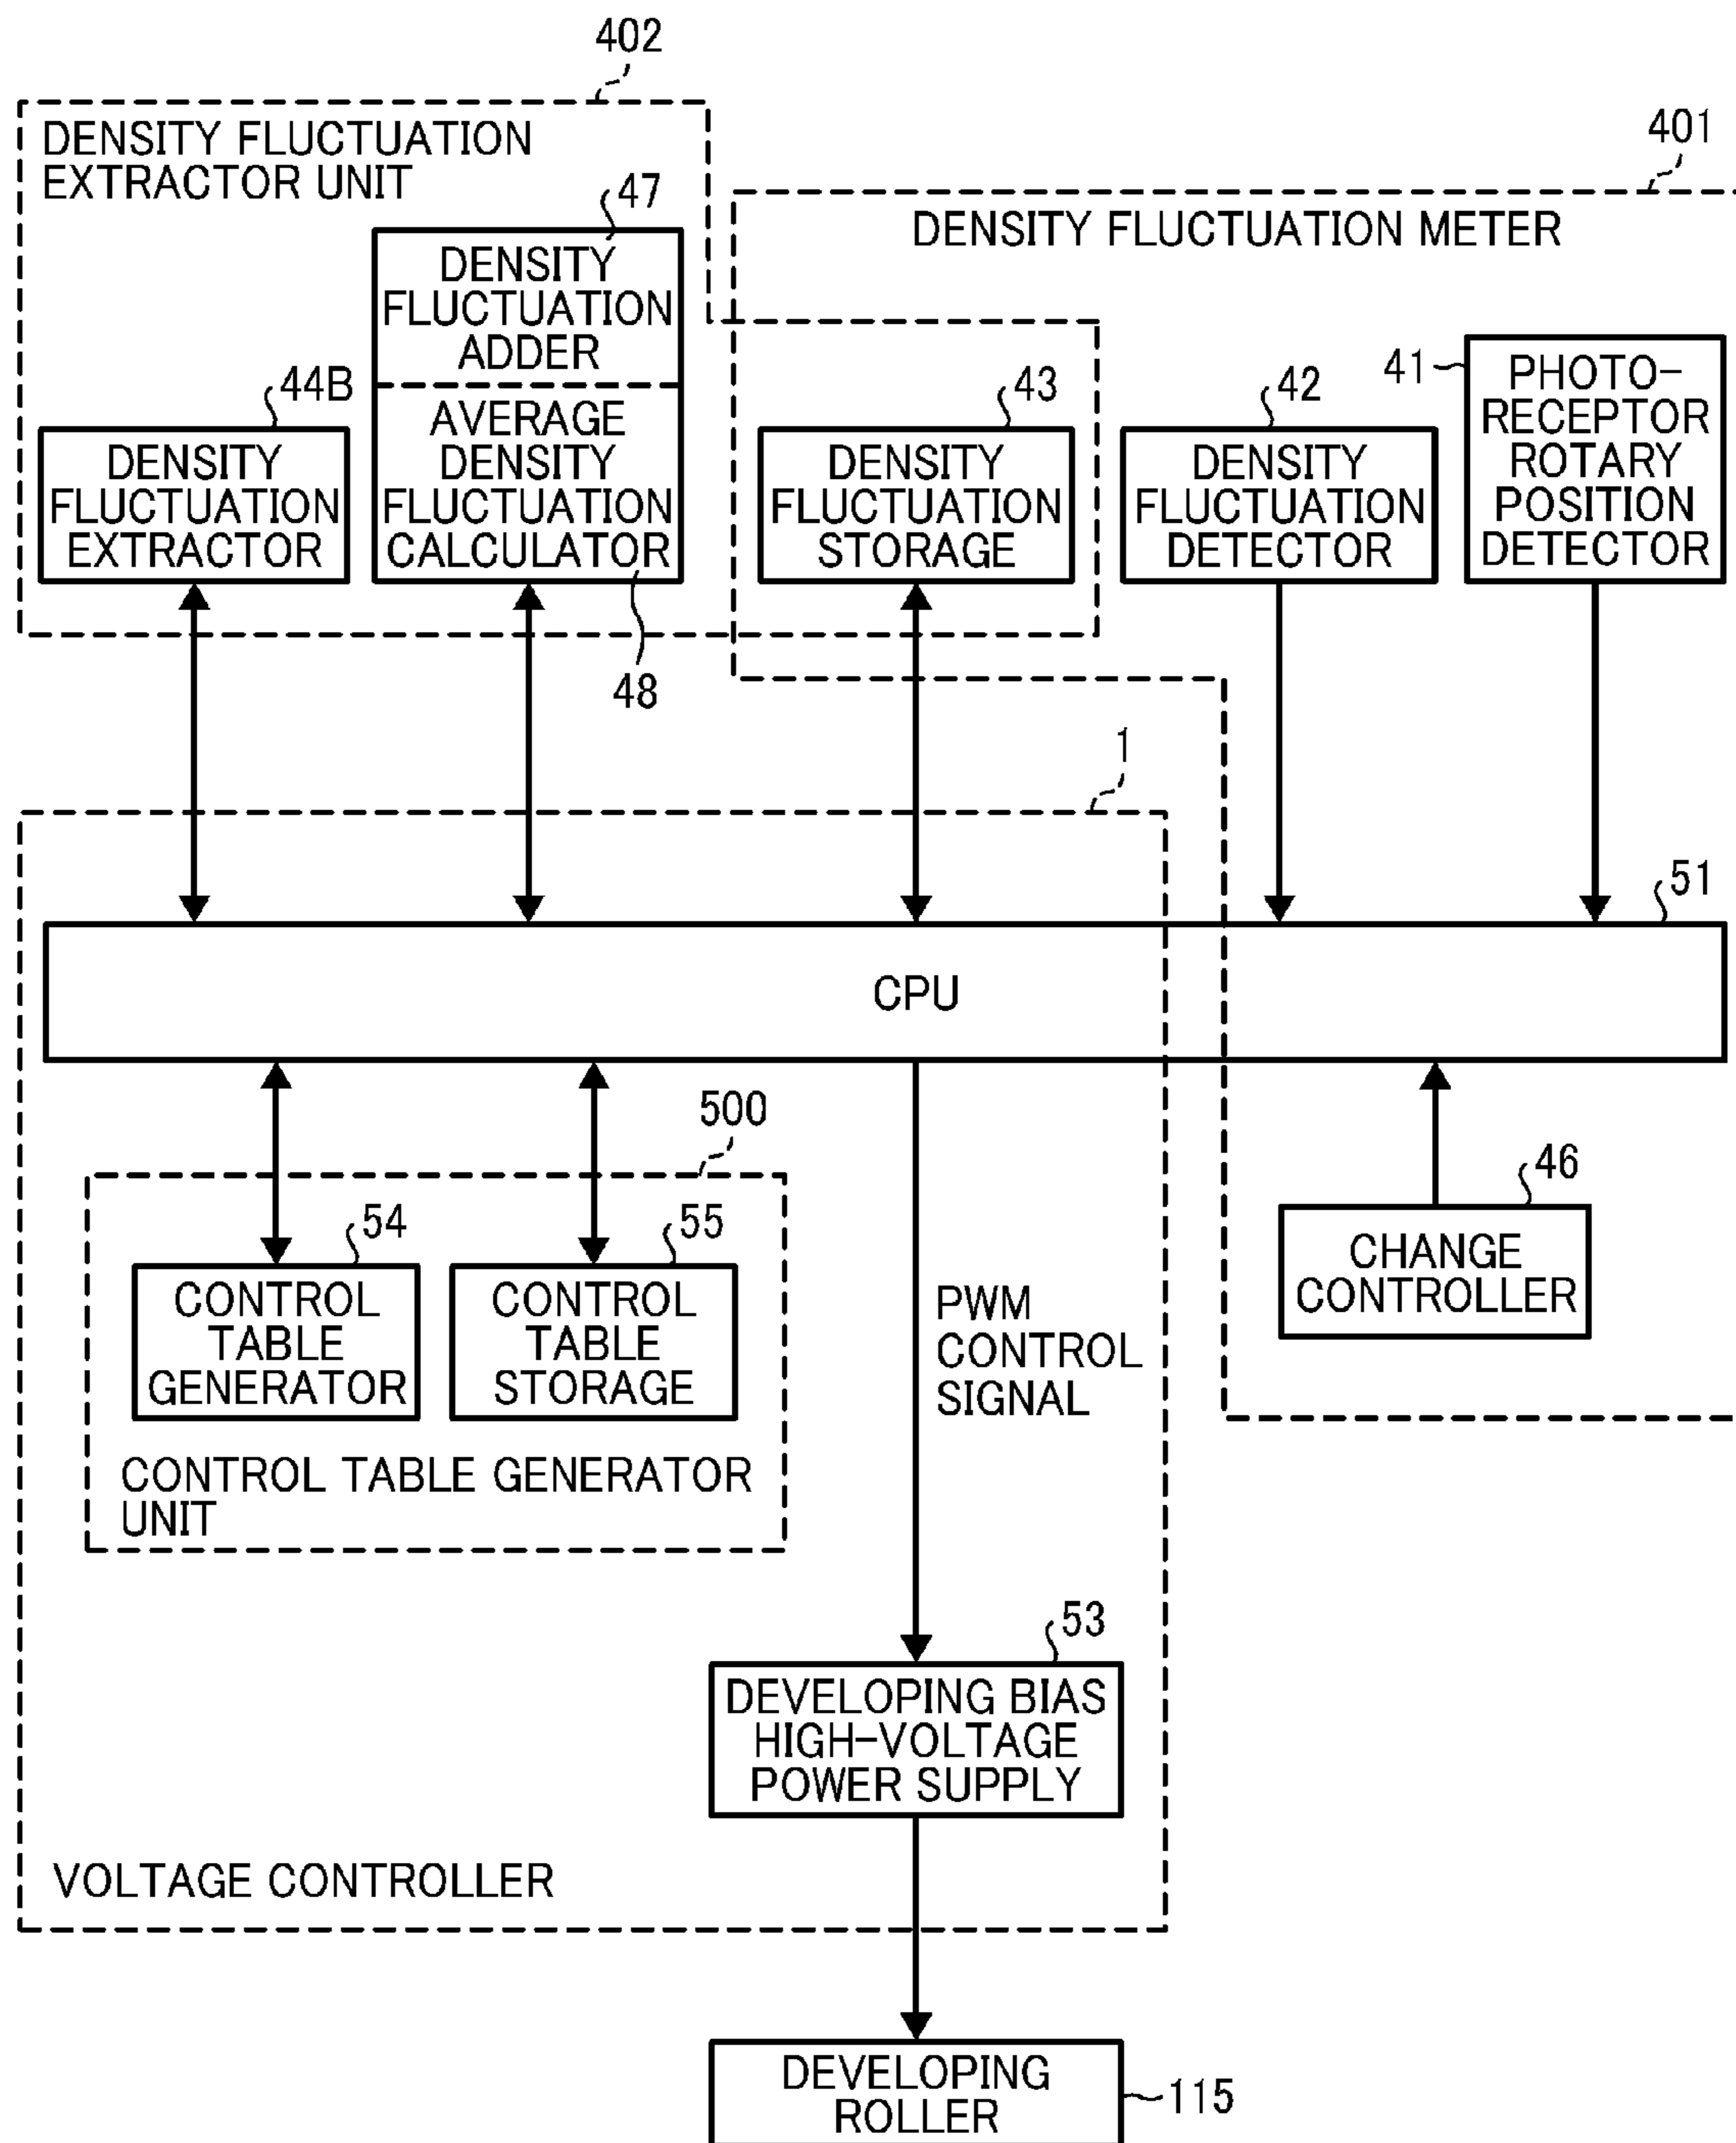 402
DENSITY FLUCTUATION
EXTRACTOR UNIT
401
DENSITY FLUCTUATION METER
47
DENSITY
FLUCTUATION
ADDER
AVERAGE
DENSITY
FLUCTUATION
CALCULATOR
48
44B
DENSITY
FLUCTUATION
EXTRACTOR
43
DENSITY
FLUCTUATION
STORAGE
42
DENSITY
FLUCTUATION
DETECTOR
41
PHOTO-
RECEPTOR
ROTARY
POSITION
DETECTOR
1
51
CPU
500
54
CONTROL
TABLE
GENERATOR
55
CONTROL
TABLE
STORAGE
CONTROL TABLE GENERATOR
UNIT
PWM
CONTROL
SIGNAL
46
CHANGE
CONTROLLER
53
DEVELOPING BIAS
HIGH-VOLTAGE
POWER SUPPLY
VOLTAGE CONTROLLER
DEVELOPING
ROLLER
115